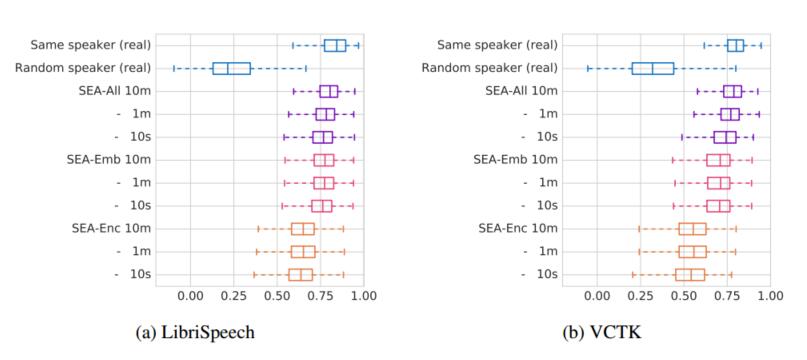 Same speaker (real)
Random speaker (real)
SEA-All 10m
- 1m
- 10s
SEA-Emb 10m
- 1m
- 10s
SEA-Enc 10m
- 1m
- 10s
0.00 0.25 0.50 0.75 1.00
(a) LibriSpeech
Same speaker (real)
Random speaker (real)
SEA-All 10m
- 1m
- 10s
SEA-Emb 10m
- 1m
- 10s
SEA-Enc 10m
- 1m
- 10s
0.00 0.25 0.50 0.75 1.00
(b) VCTK